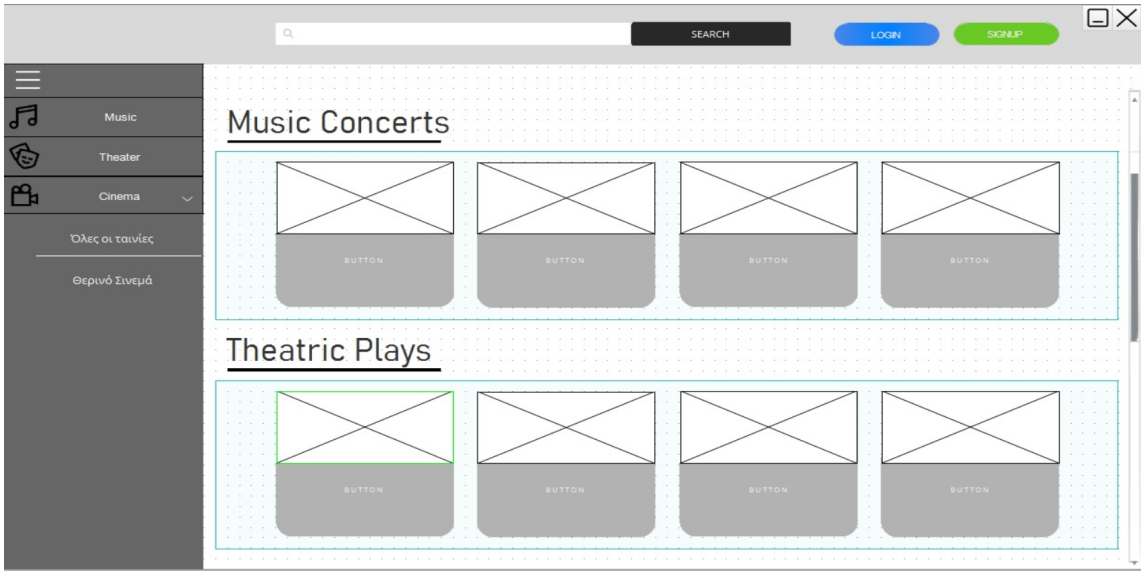 SEARCH
LOGIN
SIGNUP
Music
Theater
Cinema
Όλες οι ταινίες
Θερινό Σινεμά
Music Concerts
BUTTON
BUTTON
BUTTON
BUTTON
Theatric Plays
BUTTON
BUTTON
BUTTON
BUTTON